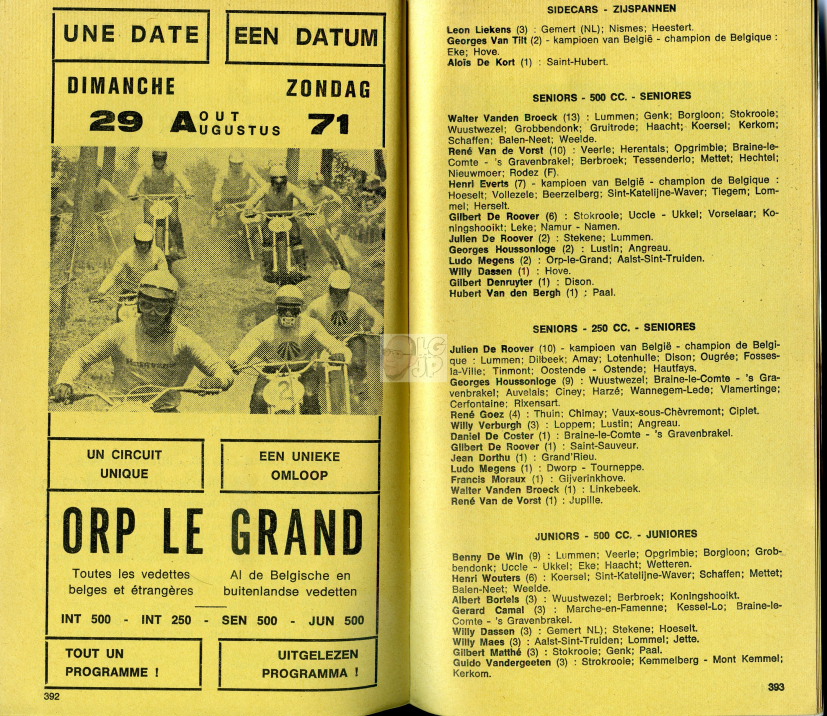 UNE DATE
EEN DATUM
DIMANCHE ZONDAG
29 AOUT AUGUSTUS 71
2
UN CIRCUIT
UNIQUE
EEN UNIEKE
OMLOOP
ORP LE GRAND
Toutes les vedettes
belges et étrangères
Al de Belgische en
buitenlandse vedetten
INT 500 - INT 250 - SEN 500 - JUN 500
TOUT UN
PROGRAMME !
UITGELEZEN
PROGRAMMA !
392
SIDECARS - ZIJSPANNEN
Leon Liekens (3) : Gemert (NL); Nismes; Heestert.
Georges Van Tilt (2) - kampioen van België - champion de Belgique :
Eke; Hove.
Aloïs De Kort (1) : Saint-Hubert.
SENIORS - 500 CC. - SENIORES
Walter Vanden Broeck (13) : Lummen; Genk; Borgloon; Stokrooie;
Wuustwezel; Grobbendonk; Gruitrode; Haacht; Koersel; Kerkom;
Schaffen; Balen-Neet; Weelde.
René Van de Vorst (10) : Veerle; Herentals; Opgrimbie; Braine-le-
Comte - 's Gravenbrakel; Berbroek; Tessenderlo; Mettet; Hechtel;
Nieuwmoer; Rodez (F).
Henri Everts (7) - kampioen van België - champion de Belgique :
Hoeselt; Vollezele; Beerzelberg; Sint-Katelijne-Waver; Tiegem; Lom-
mel; Herselt.
Gilbert De Roover (6) : Stokrooie; Uccle - Ukkel; Vorselaar; Ko-
ningshooikt; Leke; Namur - Namen.
Julien De Roover (2) : Stekene; Lummen.
Georges Houssonloge (2) : Lustin; Angreau.
Ludo Megens (2) : Orp-le-Grand; Aalst-Sint-Truiden.
Willy Dassen (1) : Hove.
Gilbert Denruyter (1) : Dison.
Hubert Van den Bergh (1) : Paal.
SENIORS - 250 CC. - SENIORES
Julien De Roover (10) - kampioen van België - champion de Belgi-
que : Lummen; Dilbeek; Amay; Lotenhulle; Dison; Ougrée; Fosses-
la-Ville; Tinmont; Oostende - Ostende; Hautfays.
Georges Houssonloge (9) : Wuustwezel; Braine-le-Comte - 's Gra-
venbrakel; Auvelais; Ciney; Harzé; Wannegem-Lede; Vlamertinge;
Cerfontaine; Rixensart.
René Goez (4) : Thuin; Chimay; Vaux-sous-Chèvremont; Ciplet.
Willy Verburgh (3) : Loppem; Lustin; Angreau.
Daniel De Coster (1) : Braine-le-Comte - 's Gravenbrakel.
Gilbert De Roover (1) : Saint-Sauveur.
Jean Dorthu (1) : Grand'Rieu.
Ludo Megens (1) : Dworp - Tourneppe.
Francis Moraux (1) : Gijverinkhove.
Walter Vanden Broeck (1) : Linkebeek.
René Van de Vorst (1) : Jupille.
JUNIORS - 500 CC. - JUNIORES
Benny De Win (9) : Lummen; Veerle; Opgrimbie; Borgloon; Grob-
bendonk; Uccle - Ukkel; Eke; Haacht; Wetteren.
Henri Wouters (6) : Koersel; Sint-Katelijne-Waver; Schaffen; Mettet;
Balen-Neet; Weelde.
Albert Bortels (3) : Wuustwezel; Berbroek; Koningshooikt.
Gerard Camal (3) : Marche-en-Famenne; Kessel-Lo; Braine-le-
Comte - 's Gravenbrakel.
Willy Dassen (3) : Gemert NL); Stekene; Hoeselt.
Willy Maes (3) : Aalst-Sint-Truiden; Lommel; Jette.
Gilbert Matthé (3) : Stokrooie; Genk; Paal.
Guido Vandergeeten (3) : Strokrooie; Kemmelberg - Mont Kemmel;
Kerkom.
393